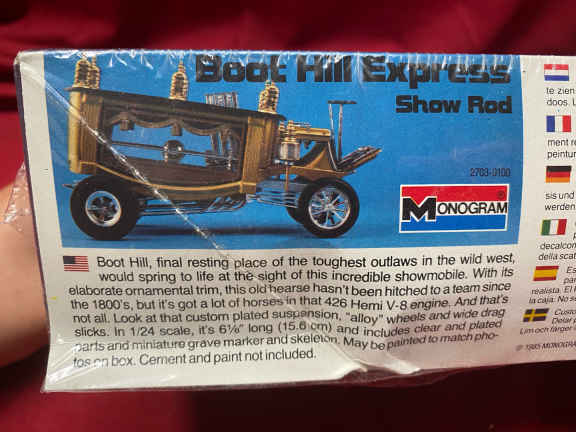 Boot Hill Express
Show Rod
2703-0100
MONOGRAM
Boot Hill, final resting place of the toughest outlaws in the wild west,
would spring to life at the sight of this incredible showmobile. With its
elaborate ornamental trim, this old hearse hasn't been hitched to a team since
the 1800's, but it's got a lot of horses in that 426 Hemi V-8 engine. And that's
not all. Look at that custom plated suspension, "alloy" wheels and wide drag
slicks. In 1/24 scale, it's 6⅛" long (15.6 cm) and includes clear and plated
parts and miniature grave marker and skeleton. May be painted to match pho-
tos on box. Cement and paint not included.
te zien
doos. L
ment re
peintur
sis und
werden
decalcom
della scat
Es
par
realista. El
la caja. No s
Custo
Delar
Lim och färger
© 1985 MONOGRA